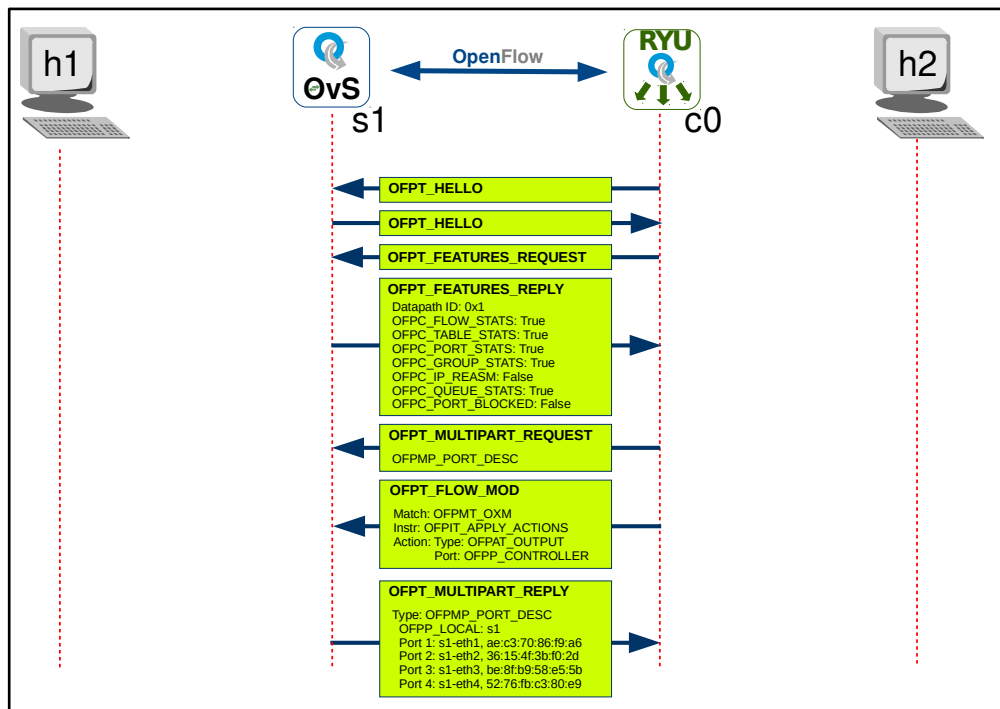 h1
OvS
s1
OpenFlow
RYU
c0
h2
OFPT_HELLO
OFPT_HELLO
OFPT_FEATURES_REQUEST
OFPT_FEATURES_REPLY
Datapath ID: 0x1
OFPC_FLOW_STATS: True
OFPC_TABLE_STATS: True
OFPC_PORT_STATS: True
OFPC_GROUP_STATS: True
OFPC_IP_REASM: False
OFPC_QUEUE_STATS: True
OFPC_PORT_BLOCKED: False
OFPT_MULTIPART_REQUEST
OFPMP_PORT_DESC
OFPT_FLOW_MOD
Match: OFPMT_OXM
Instr: OFPIT_APPLY_ACTIONS
Action: Type: OFPAT_OUTPUT
Port: OFPP_CONTROLLER
OFPT_MULTIPART_REPLY
Type: OFPMP_PORT_DESC
OFPP_LOCAL: s1
Port 1: s1-eth1, ae:c3:70:86:f9:a6
Port 2: s1-eth2, 36:15:4f:3b:f0:2d
Port 3: s1-eth3, be:8f:b9:58:e5:5b
Port 4: s1-eth4, 52:76:fb:c3:80:e9